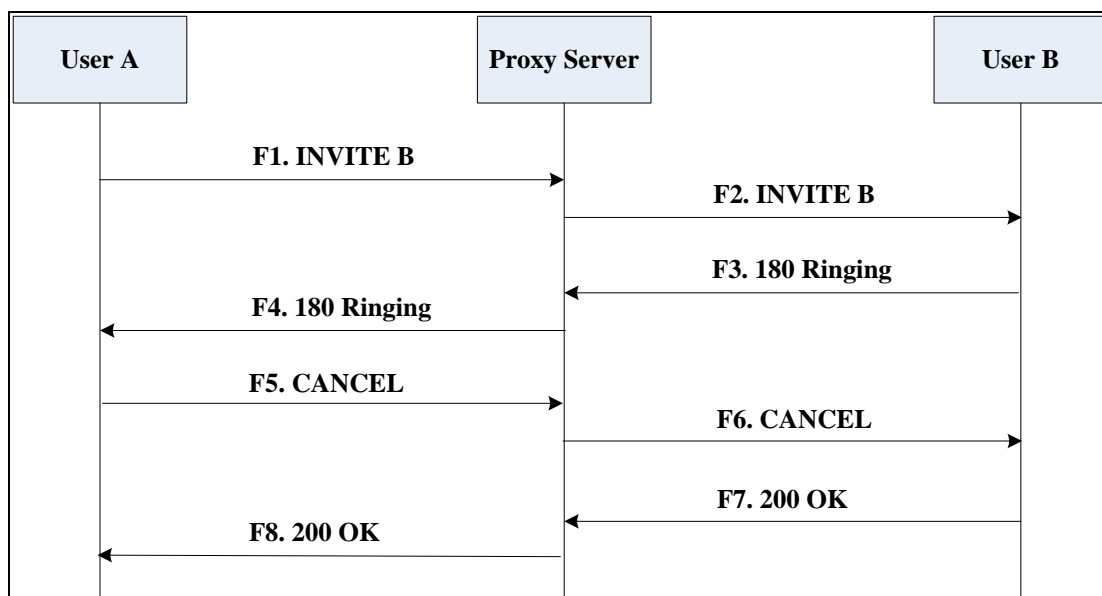 User A
Proxy Server
User B
F1. INVITE B
F2. INVITE B
F3. 180 Ringing
F4. 180 Ringing
F5. CANCEL
F6. CANCEL
F7. 200 OK
F8. 200 OK